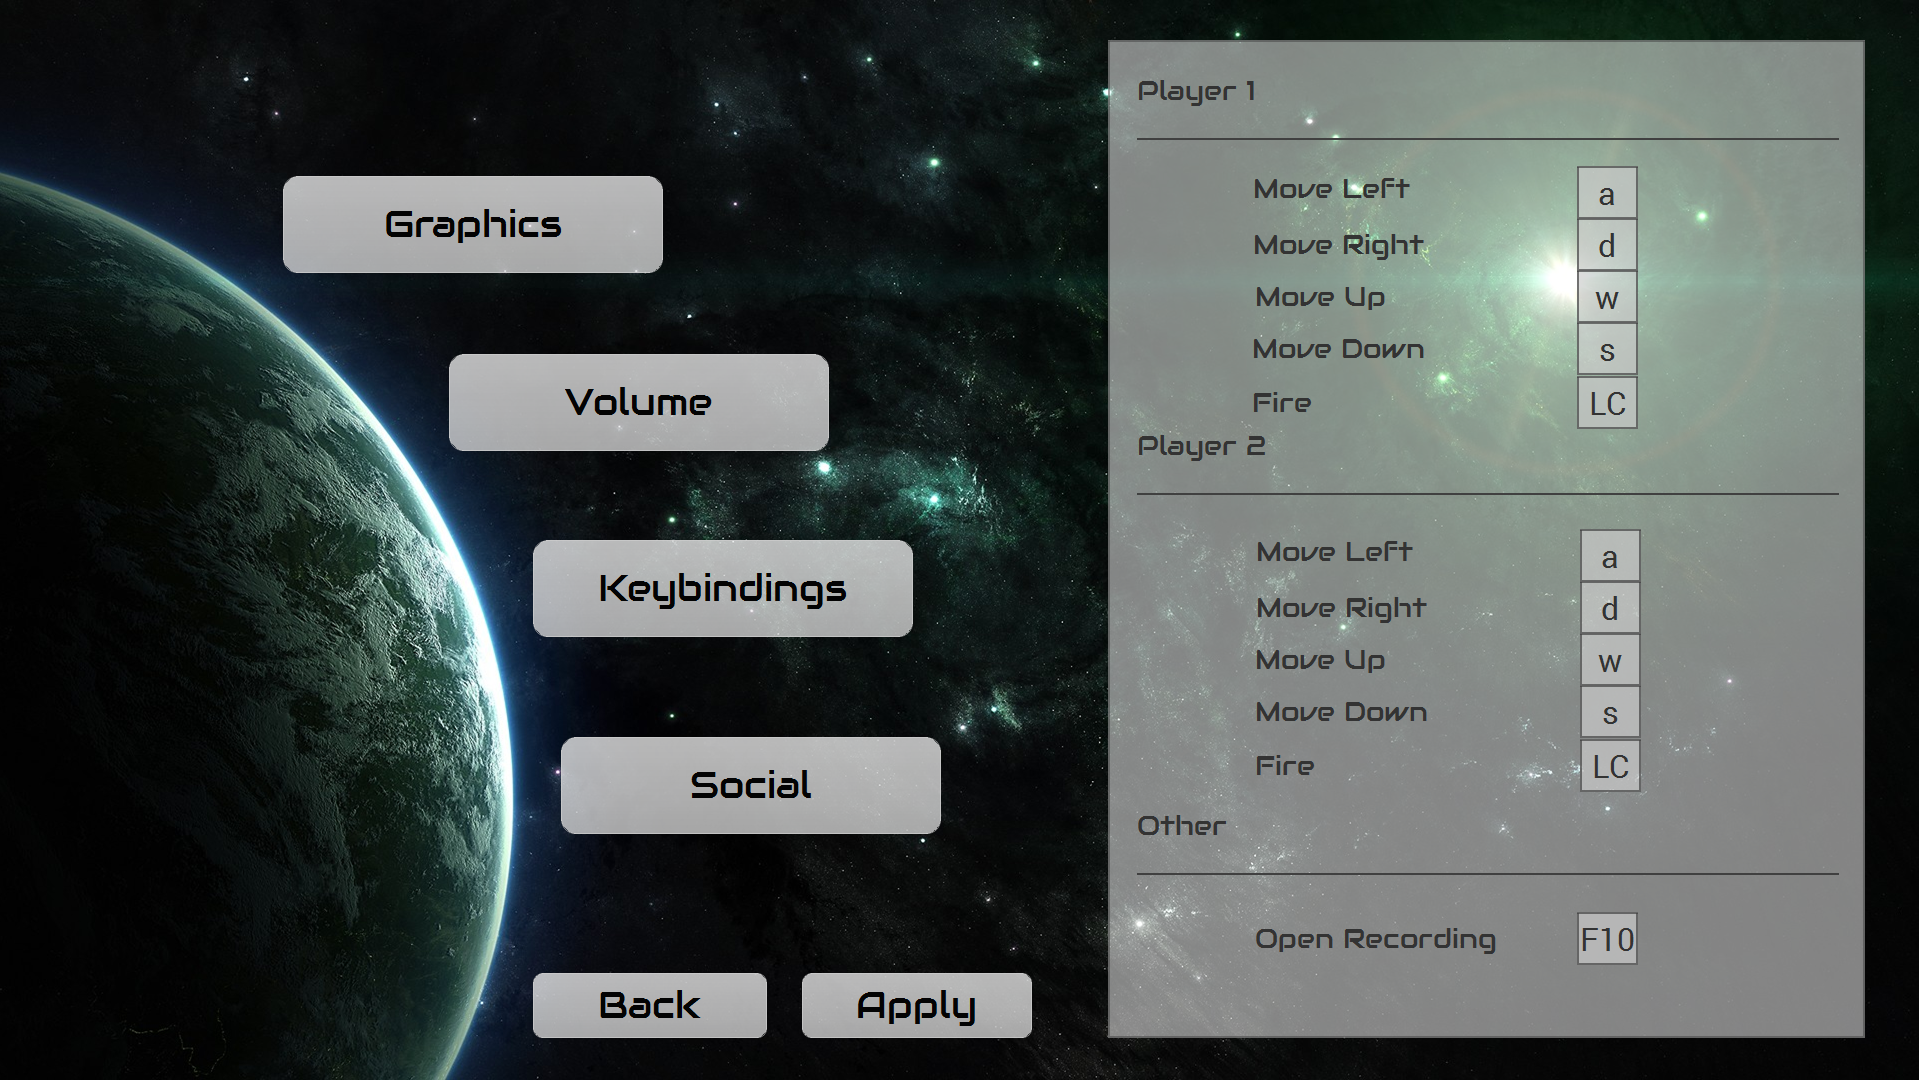 Graphics
Volume
Keybindings
Social
Back
Apply
Player 1
Move Left a
Move Right d
Move Up w
Move Down s
Fire LC
Player 2
Move Left a
Move Right d
Move Up w
Move Down s
Fire LC
Other
Open Recording F10